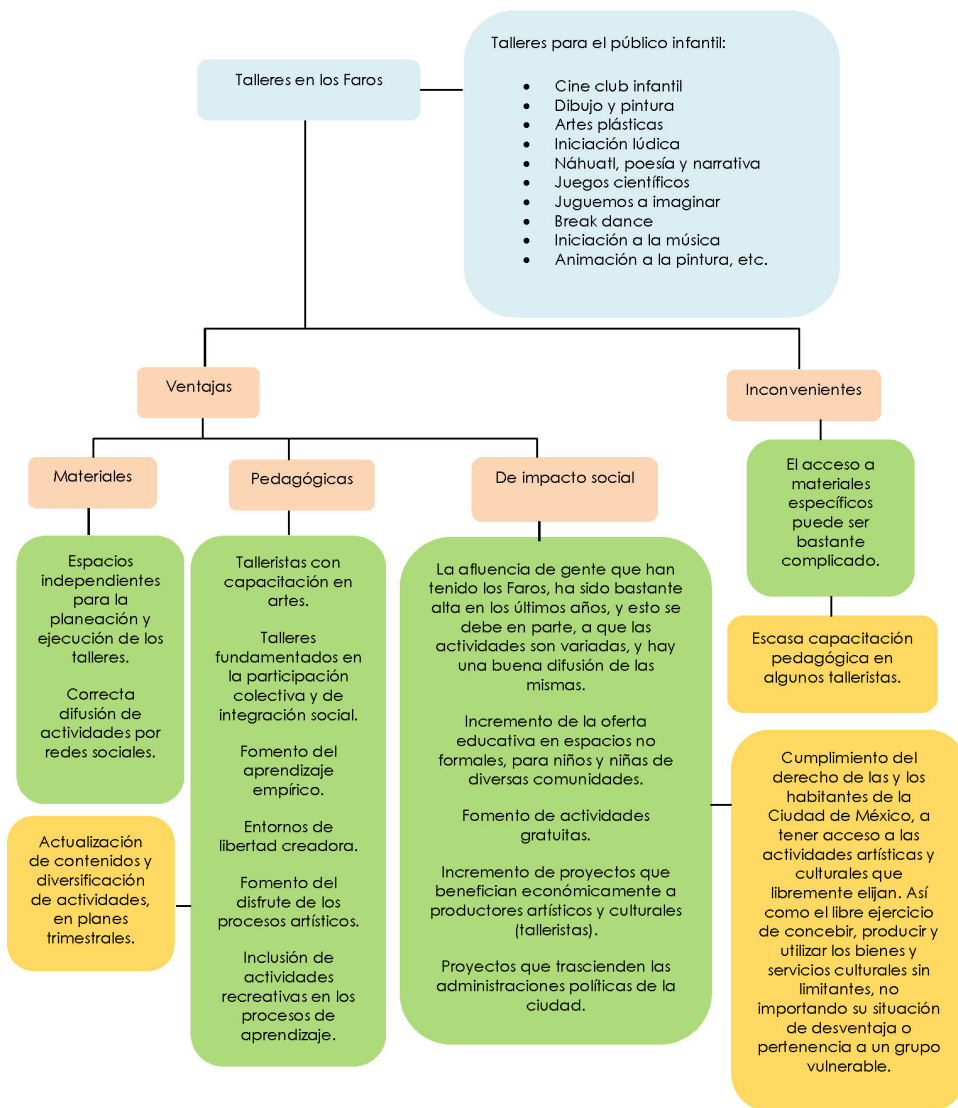 Talleres en los Faros
Talleres para el público infantil:
• Cine club infantil
• Dibujo y pintura
• Artes plásticas
• Iniciación lúdica
• Náhuatl, poesía y narrativa
• Juegos científicos
• Juguemos a imaginar
• Break dance
• Iniciación a la música
• Animación a la pintura, etc.
Ventajas
Inconvenientes
Materiales
Pedagógicas
De impacto social
Espacios
independientes
para la
planeación y
ejecución de los
talleres.
Correcta
difusión de
actividades por
redes sociales.
Actualización
de contenidos y
diversificación
de actividades,
en planes
trimestrales.
Talleristas con
capacitación en
artes.
Talleres
fundamentados en
la participación
colectiva y de
integración social.
Fomento del
aprendizaje
empírico.
Entornos de
libertad creadora.
Fomento del
disfrute de los
procesos artísticos.
Inclusión de
actividades
recreativas en los
procesos de
aprendizaje.
La afluencia de gente que han
tenido los Faros, ha sido bastante
alta en los últimos años, y esto se
debe en parte, a que las
actividades son variadas, y hay
una buena difusión de las
mismas.
Incremento de la oferta
educativa en espacios no
formales, para niños y niñas de
diversas comunidades.
Fomento de actividades
gratuitas.
Incremento de proyectos que
benefician económicamente a
productores artísticos y culturales
(talleristas).
Proyectos que trascienden las
administraciones políticas de la
ciudad.
El acceso a
materiales
específicos
puede ser
bastante
complicado.
Escasa capacitación
pedagógica en
algunos talleristas.
Cumplimiento del
derecho de las y los
habitantes de la
Ciudad de México, a
tener acceso a las
actividades artísticas y
culturales que
libremente elijan. Así
como el libre ejercicio
de concebir, producir y
utilizar los bienes y
servicios culturales sin
limitantes, no
importando su situación
de desventaja o
pertenencia a un grupo
vulnerable.